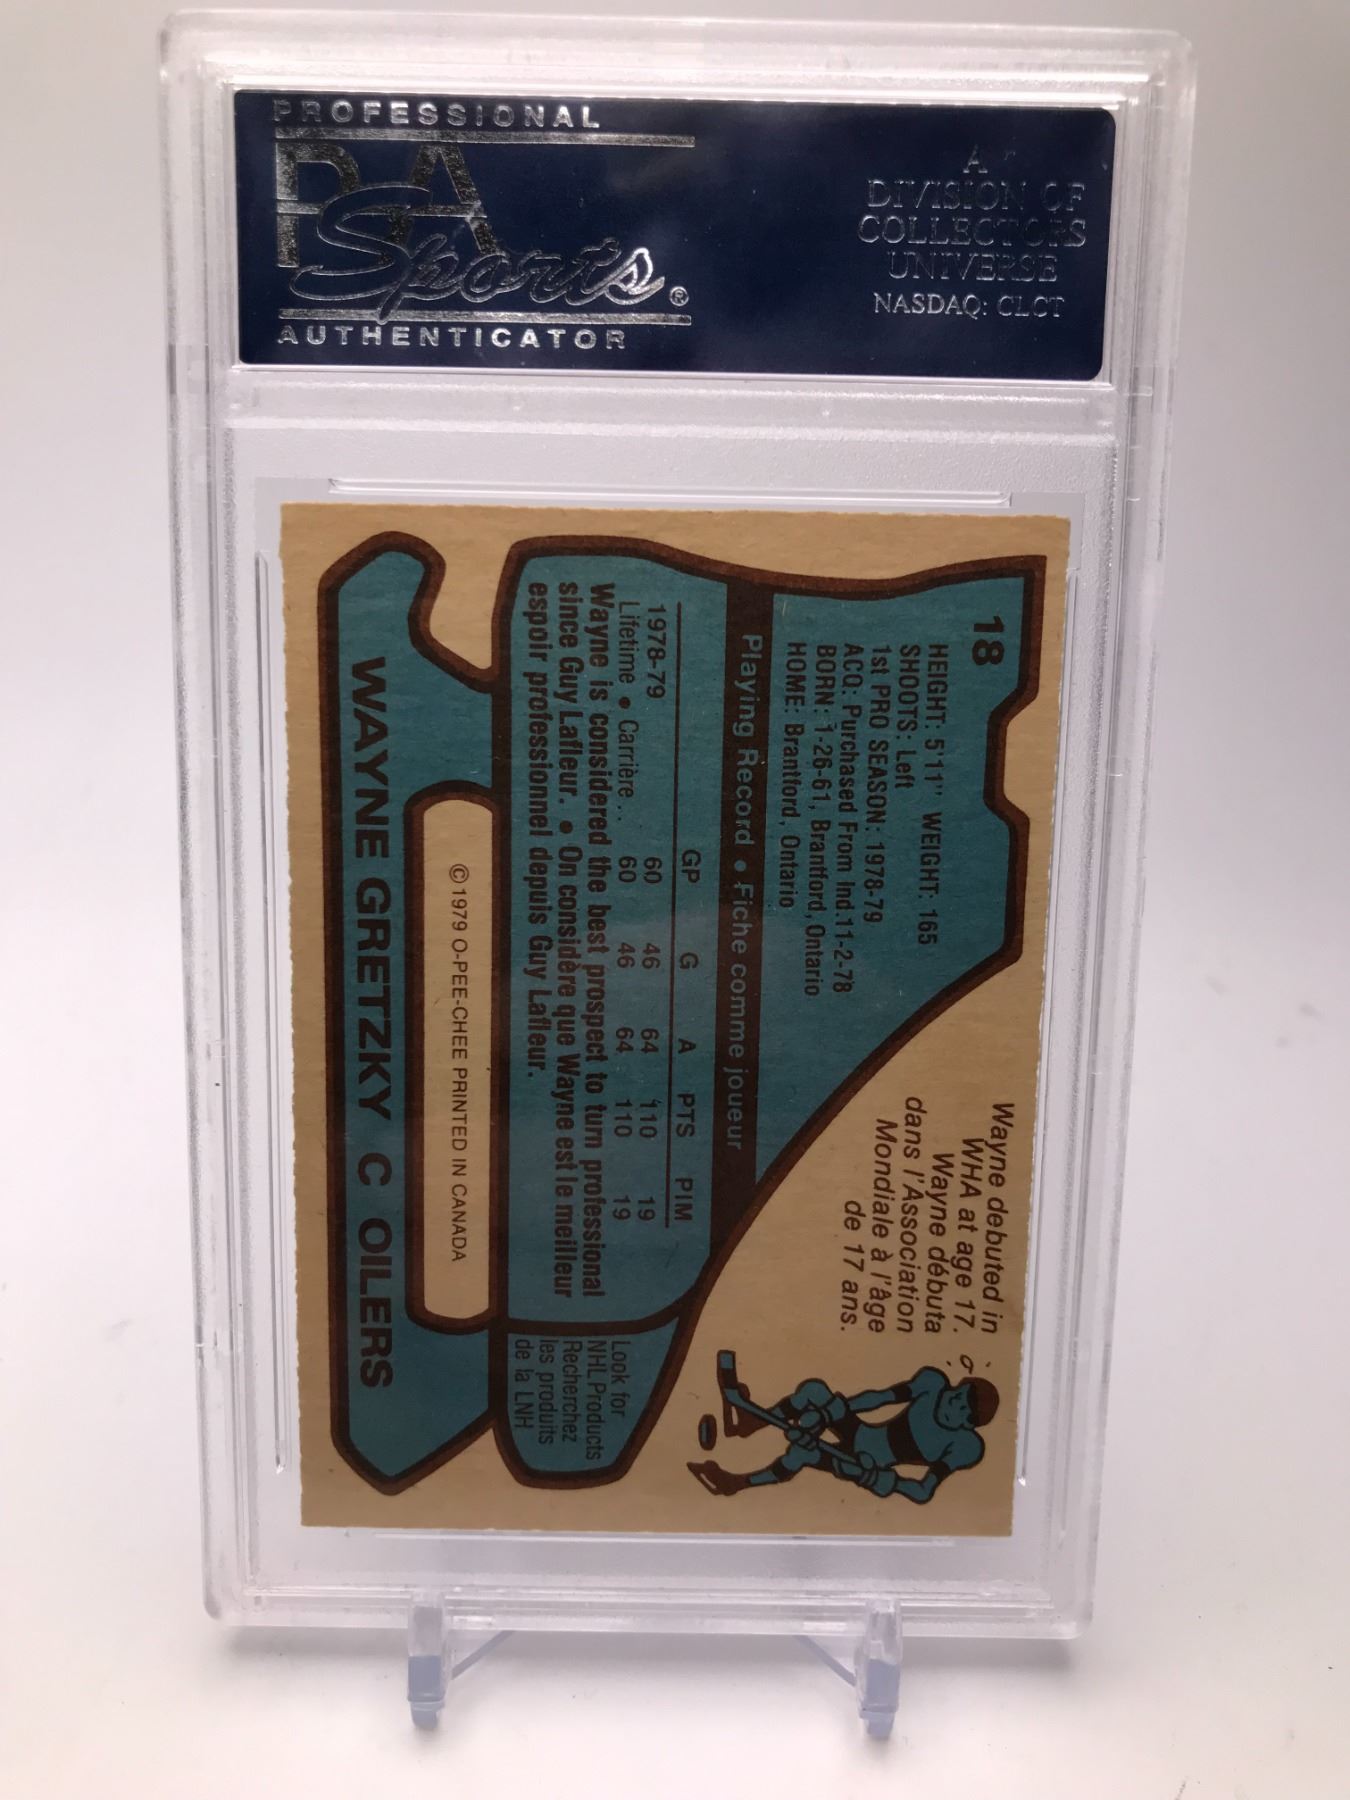 PROFESSIONAL
PSA
Sports®
AUTHENTICATOR
A
DIVISION OF
COLLECTORS
UNIVERSE
NASDAQ: CLCT
18
HEIGHT: 5'11" WEIGHT: 165
SHOOTS: Left
1st PRO SEASON: 1978-79
ACQ: Purchased From Ind.11-2-78
BORN: 1-26-61, Brantford, Ontario
HOME: Brantford, Ontario
Wayne debuted in
WHA at age 17.
Wayne débuta
dans l'Association
Mondiale à l'âge
de 17 ans.
Playing Record • Fiche comme joueur
GP G A PTS PIM
1978-79 60 46 64 110 19
Lifetime • Carrière .. 60 46 64 110 19
Wayne is considered the best prospect to turn professional
since Guy Lafleur. • On considère que Wayne est le meilleur
espoir professionnel depuis Guy Lafleur.
Look for
NHL Products
Recherchez
les produits
de la LNH
© 1979 O-PEE-CHEE PRINTED IN CANADA
WAYNE GRETZKY C OILERS